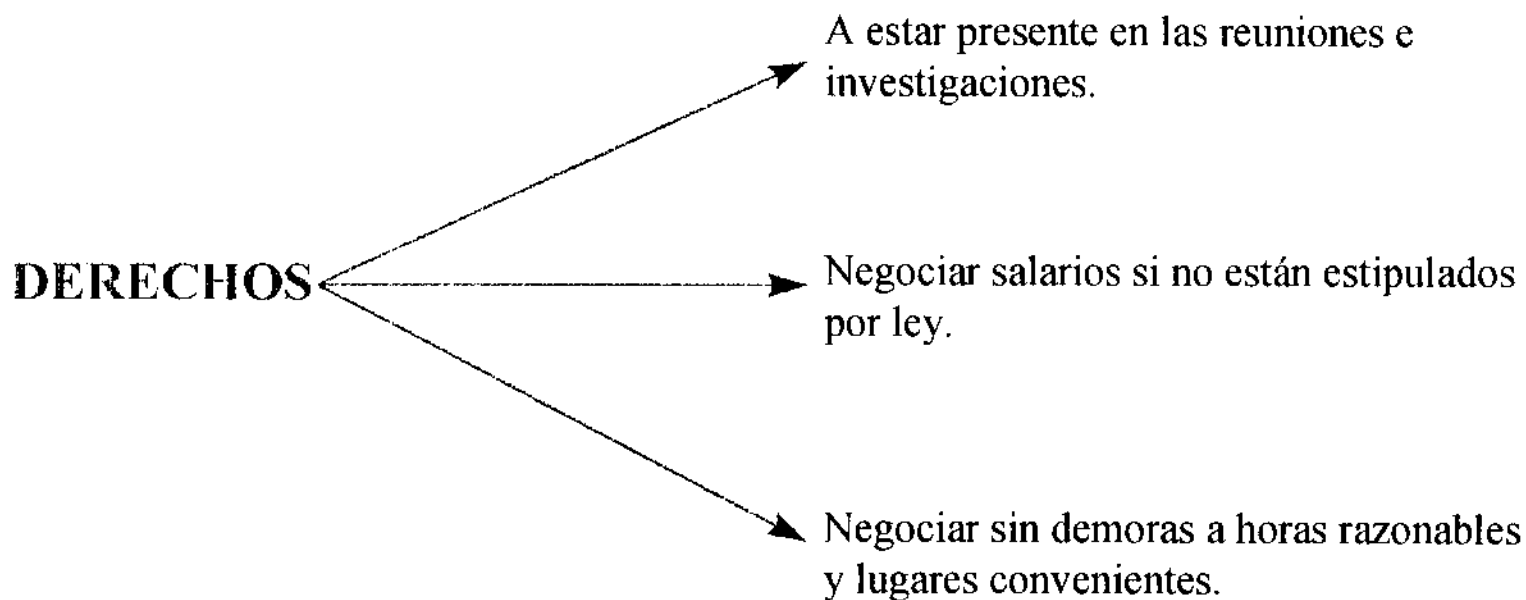 A estar presente en las reuniones e
investigaciones.
DERECHOS
Negociar salarios si no están estipulados
por ley.
Negociar sin demoras a horas razonables
y lugares convenientes.